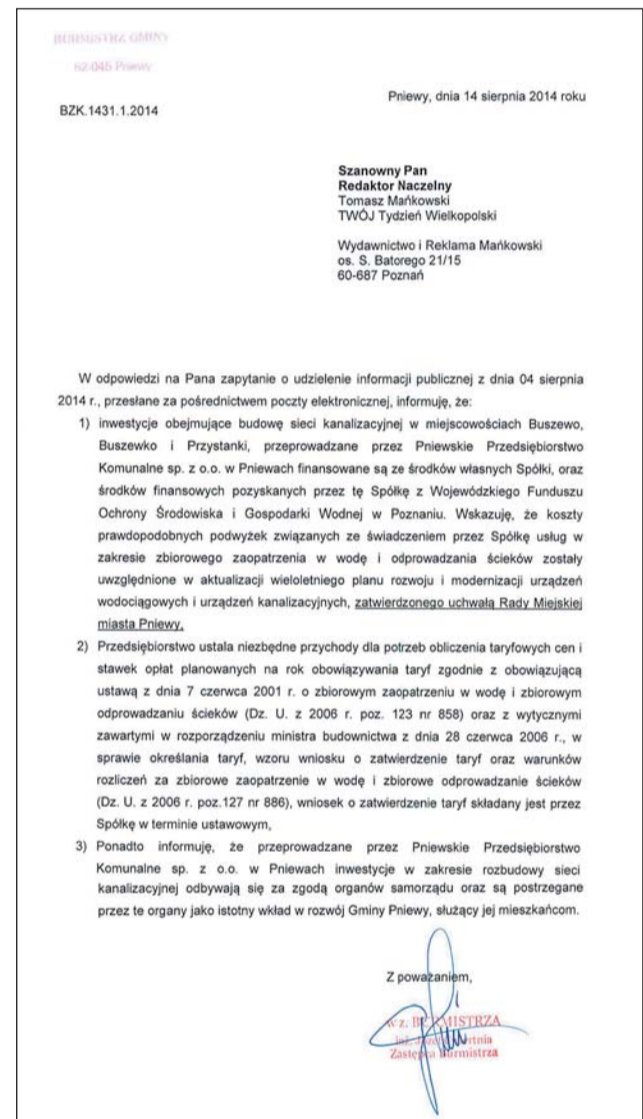 BURMISTRZ GMINY
62-045 Pniewy
Pniewy, dnia 14 sierpnia 2014 roku
BZK.1431.1.2014
Szanowny Pan
Redaktor Naczelny
Tomasz Mańkowski
TWÓJ Tydzień Wielkopolski
Wydawnictwo i Reklama Mańkowski
os. S. Batorego 21/15
60-687 Poznań
W odpowiedzi na Pana zapytanie o udzielenie informacji publicznej z dnia 04 sierpnia
2014 r., przesłane za pośrednictwem poczty elektronicznej, informuję, że:
1) inwestycje obejmujące budowę sieci kanalizacyjnej w miejscowościach Buszewo,
Buszewko i Przystanki, przeprowadzane przez Pniewskie Przedsiębiorstwo
Komunalne sp. z o.o. w Pniewach finansowane są ze środków własnych Spółki, oraz
środków finansowych pozyskanych przez tę Spółkę z Wojewódzkiego Funduszu
Ochrony Środowiska i Gospodarki Wodnej w Poznaniu. Wskazuję, że koszty
prawdopodobnych podwyżek związanych ze świadczeniem przez Spółkę usług w
zakresie zbiorowego zaopatrzenia w wodę i odprowadzania ścieków zostały
uwzględnione w aktualizacji wieloletniego planu rozwoju i modernizacji urządzeń
wodociągowych i urządzeń kanalizacyjnych, zatwierdzonego uchwałą Rady Miejskiej
miasta Pniewy,
2) Przedsiębiorstwo ustala niezbędne przychody dla potrzeb obliczenia taryfowych cen i
stawek opłat planowanych na rok obowiązywania taryf zgodnie z obowiązującą
ustawą z dnia 7 czerwca 2001 r. o zbiorowym zaopatrzeniu w wodę i zbiorowym
odprowadzaniu ścieków (Dz. U. z 2006 r. poz. 123 nr 858) oraz z wytycznymi
zawartymi w rozporządzeniu ministra budownictwa z dnia 28 czerwca 2006 r., w
sprawie określania taryf, wzoru wniosku o zatwierdzenie taryf oraz warunków
rozliczeń za zbiorowe zaopatrzenie w wodę i zbiorowe odprowadzanie ścieków
(Dz. U. z 2006 r. poz.127 nr 886), wniosek o zatwierdzenie taryf składany jest przez
Spółkę w terminie ustawowym,
3) Ponadto informuję, że przeprowadzane przez Pniewskie Przedsiębiorstwo
Komunalne sp. z o.o. w Pniewach inwestycje w zakresie rozbudowy sieci
kanalizacyjnej odbywają się za zgodą organów samorządu oraz są postrzegane
przez te organy jako istotny wkład w rozwój Gminy Pniewy, służący jej mieszkańcom.
Z poważaniem,
w z. BURMISTRZA
inż. Józef
Zastępca Burmistrza